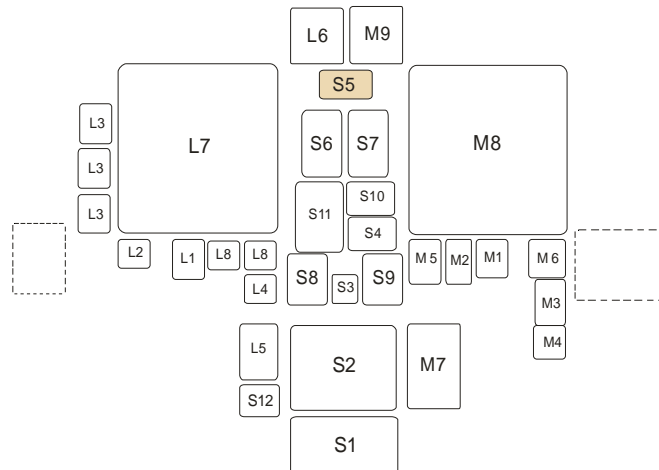 L6 M9
S5
L3 L7 S6 S7 M8
L3
L3 S11 S10
S4
L2 L1 L8 L8 M 5 M2 M1 M 6
L4 S8 S3 S9 M3
M4
L5 S2 M7
S12
S1